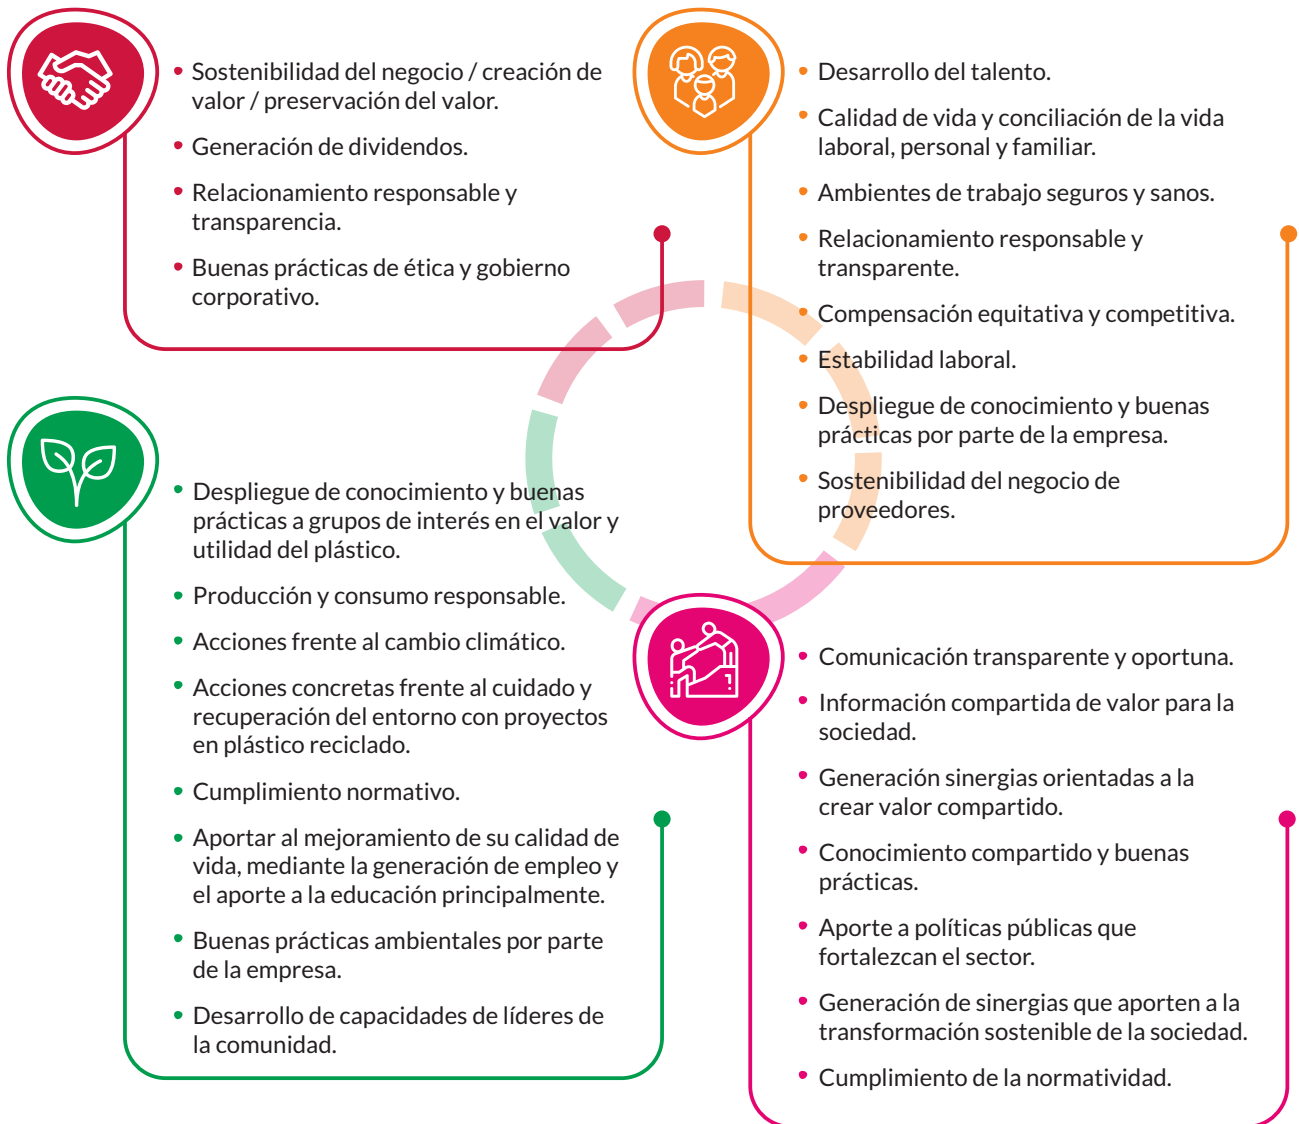 • Sostenibilidad del negocio / creación de
valor / preservación del valor.
• Generación de dividendos.
• Relacionamiento responsable y
transparencia.
• Buenas prácticas de ética y gobierno
corporativo.
• Desarrollo del talento.
• Calidad de vida y conciliación de la vida
laboral, personal y familiar.
• Ambientes de trabajo seguros y sanos.
• Relacionamiento responsable y
transparente.
• Compensación equitativa y competitiva.
• Estabilidad laboral.
• Despliegue de conocimiento y buenas
prácticas por parte de la empresa.
• Sostenibilidad del negocio de
proveedores.
• Despliegue de conocimiento y buenas
prácticas a grupos de interés en el valor y
utilidad del plástico.
• Producción y consumo responsable.
• Acciones frente al cambio climático.
• Acciones concretas frente al cuidado y
recuperación del entorno con proyectos
en plástico reciclado.
• Cumplimiento normativo.
• Aportar al mejoramiento de su calidad de
vida, mediante la generación de empleo y
el aporte a la educación principalmente.
• Buenas prácticas ambientales por parte
de la empresa.
• Desarrollo de capacidades de líderes de
la comunidad.
• Comunicación transparente y oportuna.
• Información compartida de valor para la
sociedad.
• Generación sinergias orientadas a la
crear valor compartido.
• Conocimiento compartido y buenas
prácticas.
• Aporte a políticas públicas que
fortalezcan el sector.
• Generación de sinergias que aporten a la
transformación sostenible de la sociedad.
• Cumplimiento de la normatividad.